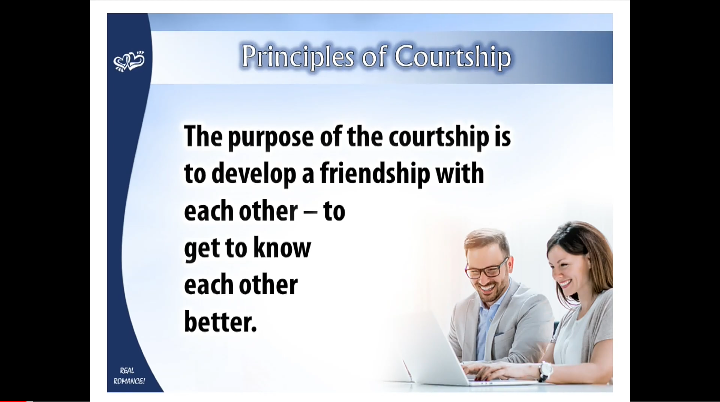 Principles of Courtship
The purpose of the courtship is
to develop a friendship with
each other – to
get to know
each other
better.
REAL
ROMANCE!